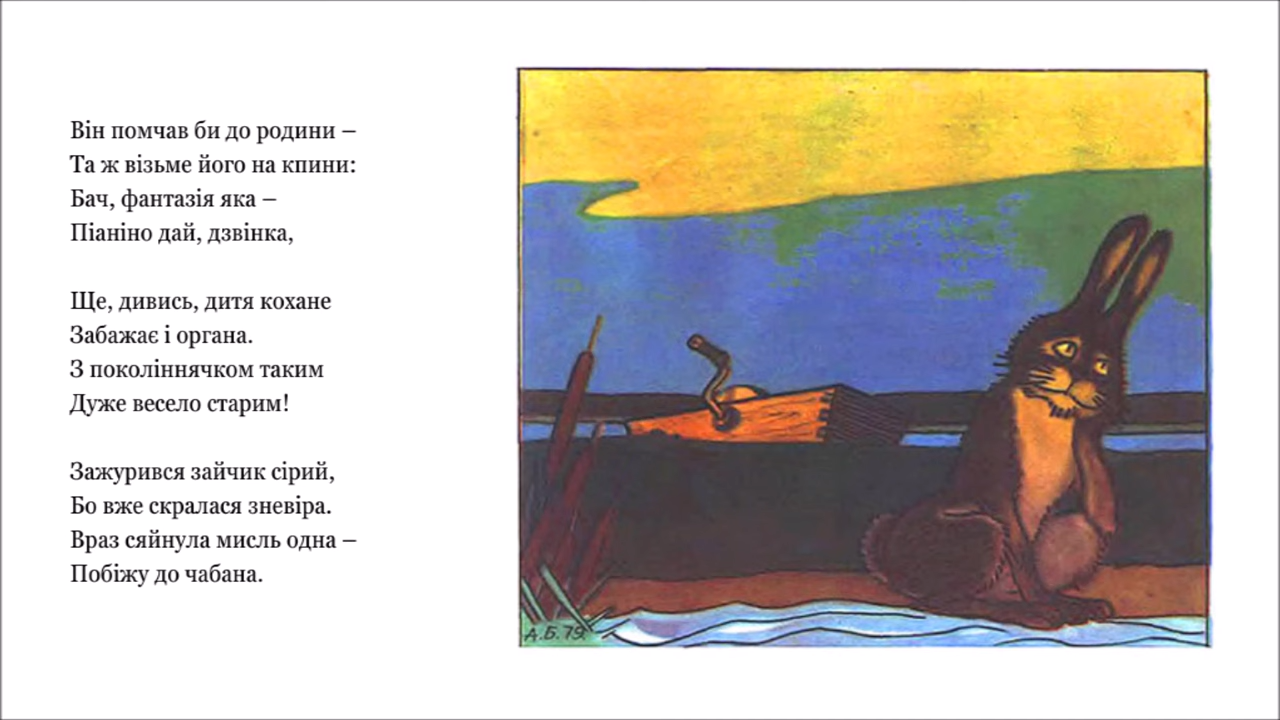 Він помчав би до родини –
Та ж візьме його на кпини:
Бач, фантазія яка –
Піаніно дай, дзвінка,
Ще, дивись, дитя кохане
Забажає і органа.
З поколіннячком таким
Дуже весело старим!
Зажурився зайчик сірий,
Бо вже скралася зневіра.
Враз сяйнула мисль одна –
Побіжу до чабана.
А.Б.79.